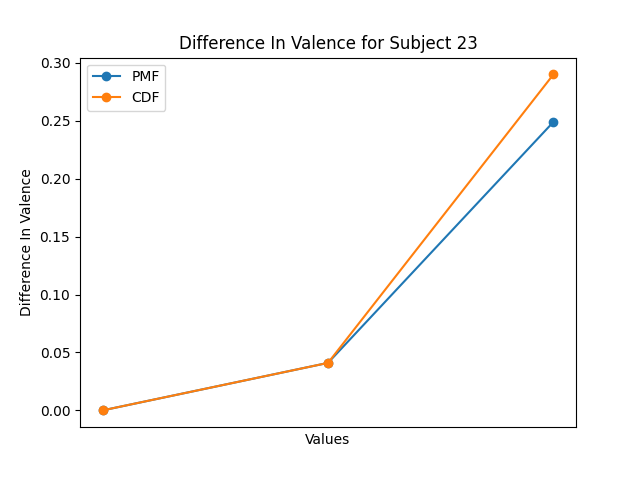 Difference In Valence for Subject 23
PMF
CDF
0.30
0.25
0.20
0.15
0.10
0.05
0.00
Difference In Valence
Values